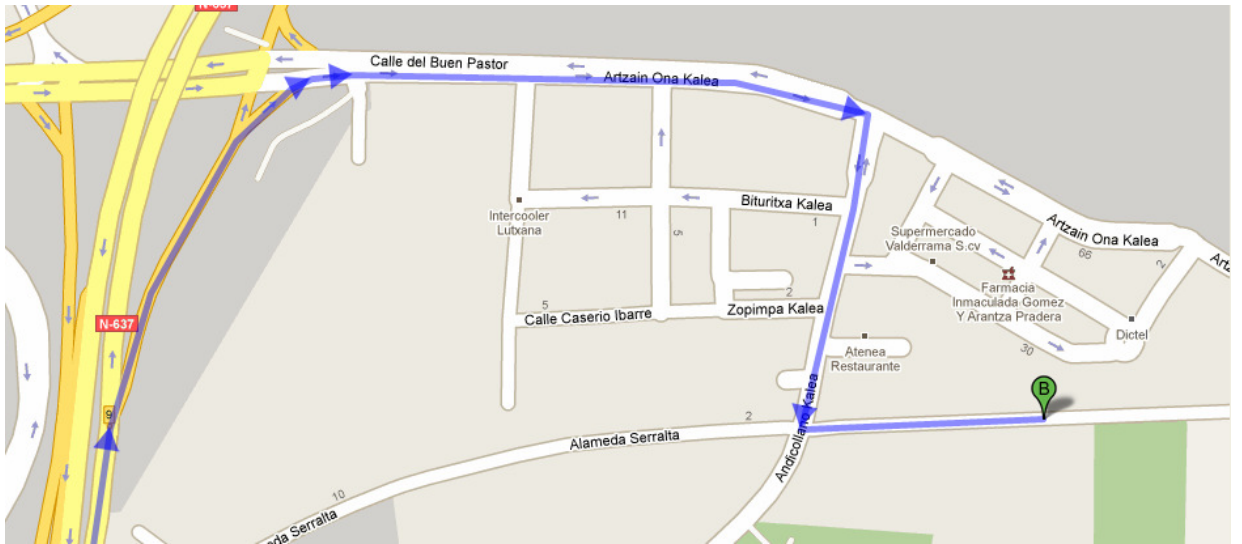 N-637
Calle del Buen Pastor
Artzain Ona Kalea
Bituritxa Kalea
Intercooler
Lutxana
11
5
1
Supermercado
Valderrama S.cv
Artzain Ona Kalea
66
2
Artz
Farmacia
Inmaculada Gomez
Y Arantza Pradera
Dictel
30
N-637
5
Calle Caserio Ibarre
2
Zopimpa Kalea
Atenea
Restaurante
B
9
2
Alameda Serralta
Andicollano Kalea
10
eda Serralta